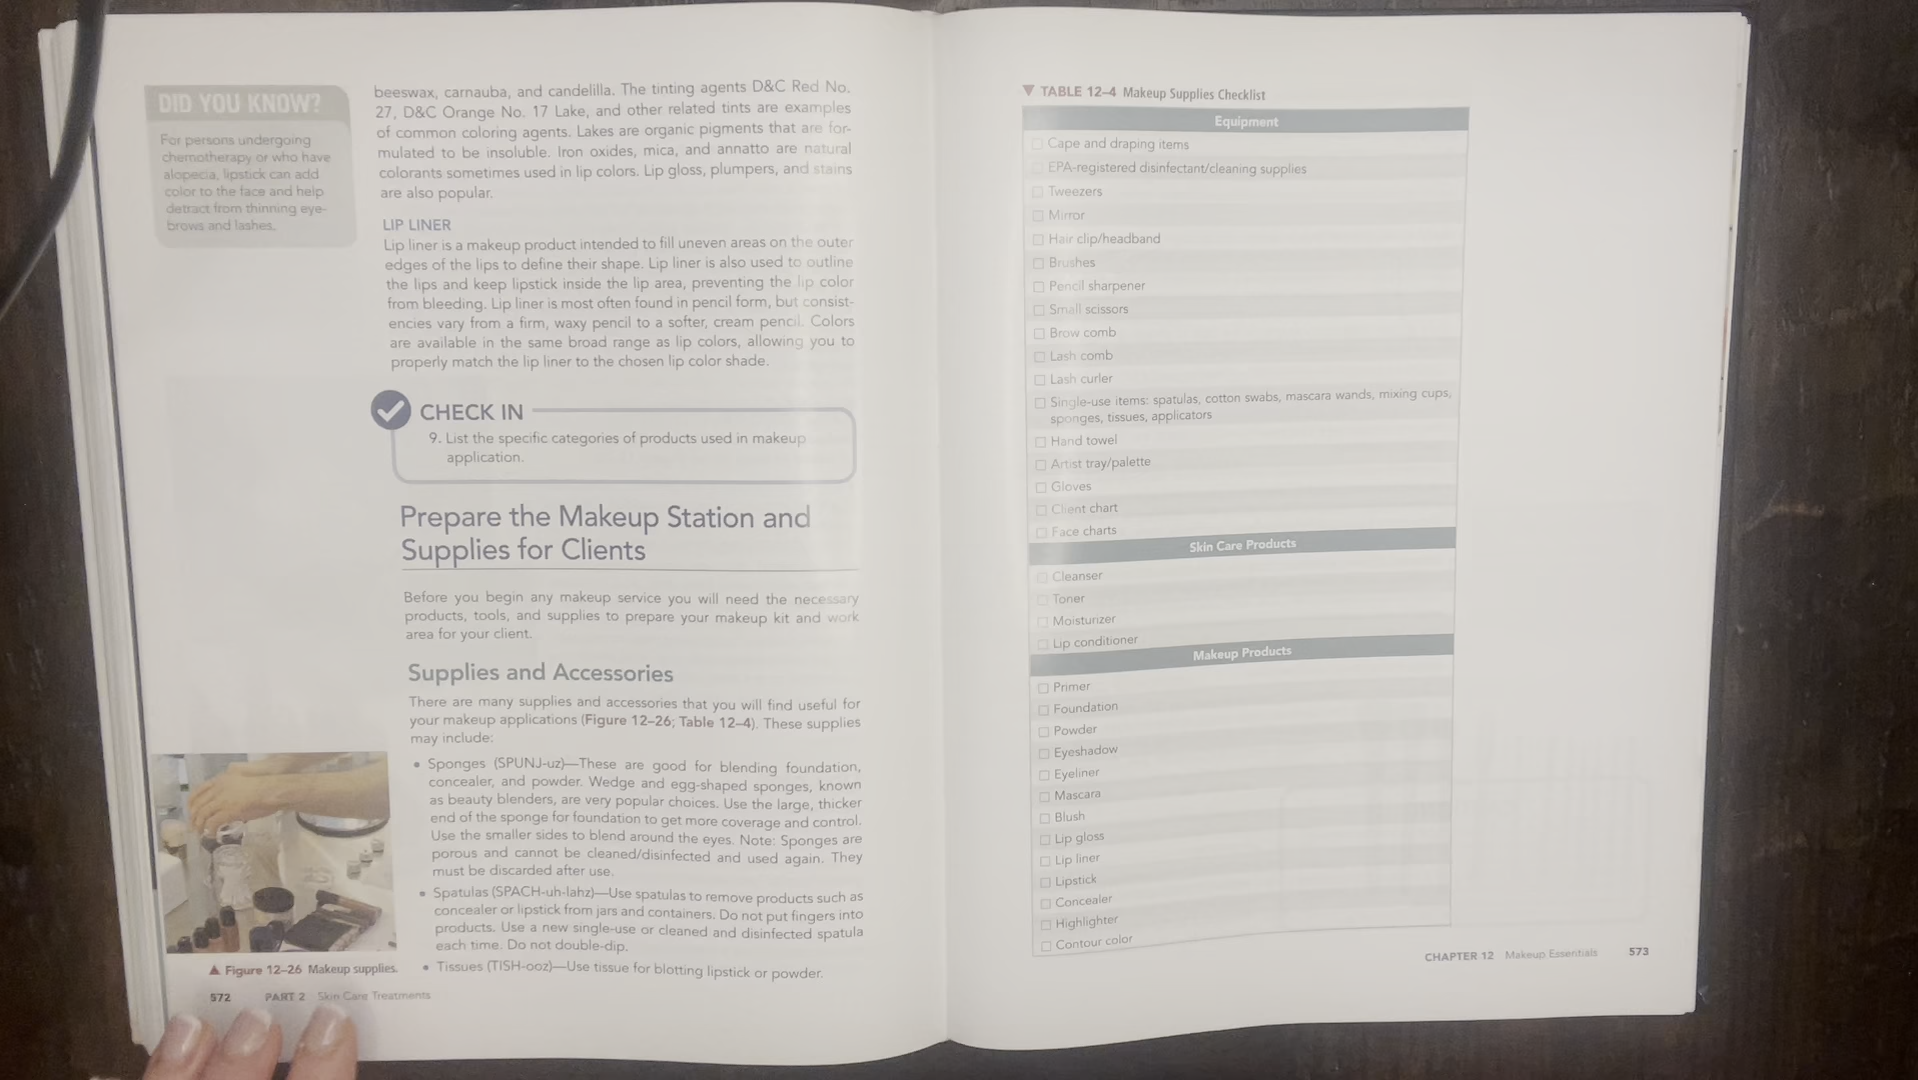 DID YOU KNOW?
For persons undergoing
chemotherapy or who have
alopecia, lipstick can add
color to the face and help
detract from thinning eye-
brows and lashes.
beeswax, carnauba, and candelilla. The tinting agents D&C Red No.
27, D&C Orange No. 17 Lake, and other related tints are examples
of common coloring agents. Lakes are organic pigments that are for-
mulated to be insoluble. Iron oxides, mica, and annatto are natural
colorants sometimes used in lip colors. Lip gloss, plumpers, and stains
are also popular.
LIP LINER
Lip liner is a makeup product intended to fill uneven areas on the outer
edges of the lips to define their shape. Lip liner is also used to outline
the lips and keep lipstick inside the lip area, preventing the lip color
from bleeding. Lip liner is most often found in pencil form, but consist-
encies vary from a firm, waxy pencil to a softer, cream pencil. Colors
are available in the same broad range as lip colors, allowing you to
properly match the lip liner to the chosen lip color shade.
CHECK IN
9. List the specific categories of products used in makeup
application.
Prepare the Makeup Station and
Supplies for Clients
Before you begin any makeup service you will need the necessary
products, tools, and supplies to prepare your makeup kit and work
area for your client.
Supplies and Accessories
There are many supplies and accessories that you will find useful for
your makeup applications (Figure 12–26; Table 12–4). These supplies
may include:
• Sponges (SPUNJ-uz)—These are good for blending foundation,
concealer, and powder. Wedge and egg-shaped sponges, known
as beauty blenders, are very popular choices. Use the large, thicker
end of the sponge for foundation to get more coverage and control.
Use the smaller sides to blend around the eyes. Note: Sponges are
porous and cannot be cleaned/disinfected and used again. They
must be discarded after use.
• Spatulas (SPACH-uh-lahz)—Use spatulas to remove products such as
concealer or lipstick from jars and containers. Do not put fingers into
products. Use a new single-use or cleaned and disinfected spatula
each time. Do not double-dip.
• Tissues (TISH-ooz)—Use tissue for blotting lipstick or powder.
▲ Figure 12–26 Makeup supplies.
572 PART 2 Skin Care Treatments
▼ TABLE 12–4 Makeup Supplies Checklist
Equipment
☐ Cape and draping items
☐ EPA-registered disinfectant/cleaning supplies
☐ Tweezers
☐ Mirror
☐ Hair clip/headband
☐ Brushes
☐ Pencil sharpener
☐ Small scissors
☐ Brow comb
☐ Lash comb
☐ Lash curler
☐ Single-use items: spatulas, cotton swabs, mascara wands, mixing cups,
sponges, tissues, applicators
☐ Hand towel
☐ Artist tray/palette
☐ Gloves
☐ Client chart
☐ Face charts
Skin Care Products
☐ Cleanser
☐ Toner
☐ Moisturizer
☐ Lip conditioner
Makeup Products
☐ Primer
☐ Foundation
☐ Powder
☐ Eyeshadow
☐ Eyeliner
☐ Mascara
☐ Blush
☐ Lip gloss
☐ Lip liner
☐ Lipstick
☐ Concealer
☐ Highlighter
☐ Contour color
CHAPTER 12 Makeup Essentials 573